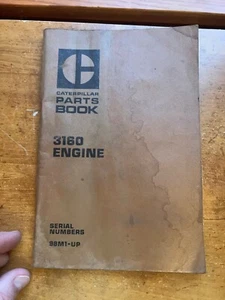 CATERPILLAR
PARTS
BOOK
3160
ENGINE
SERIAL
NUMBERS
88M1-UP